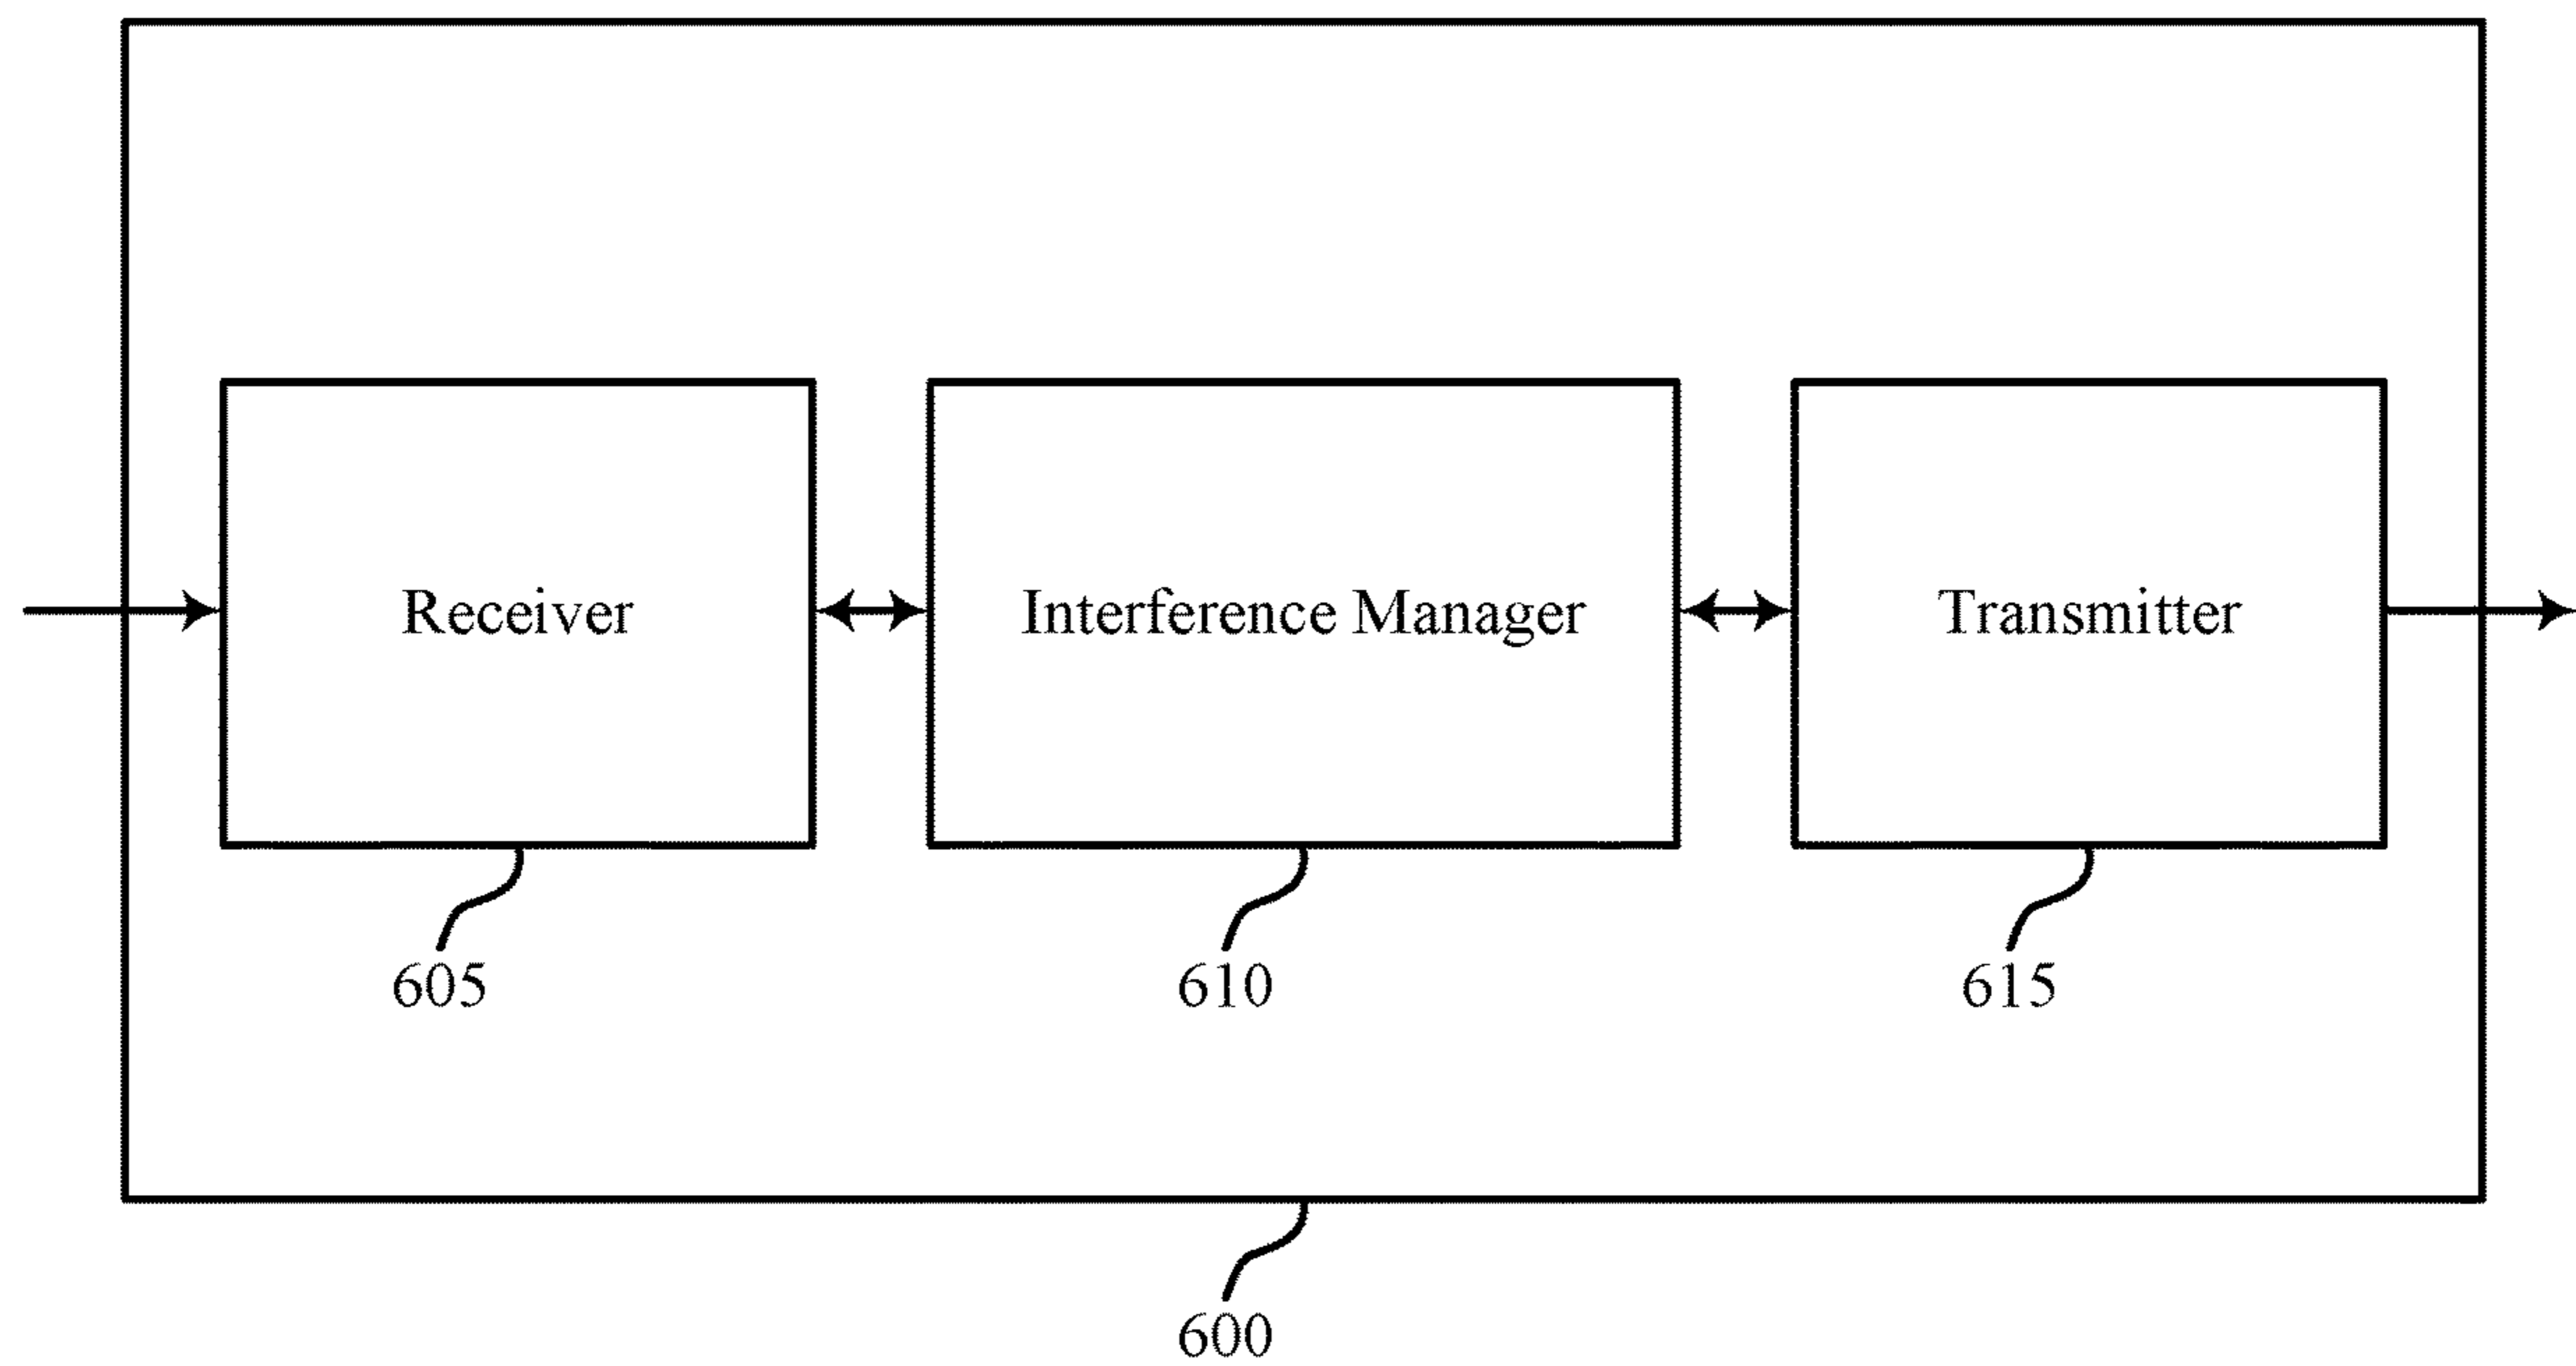 Receiver
Interference Manager
Transmitter
605
610
615
600